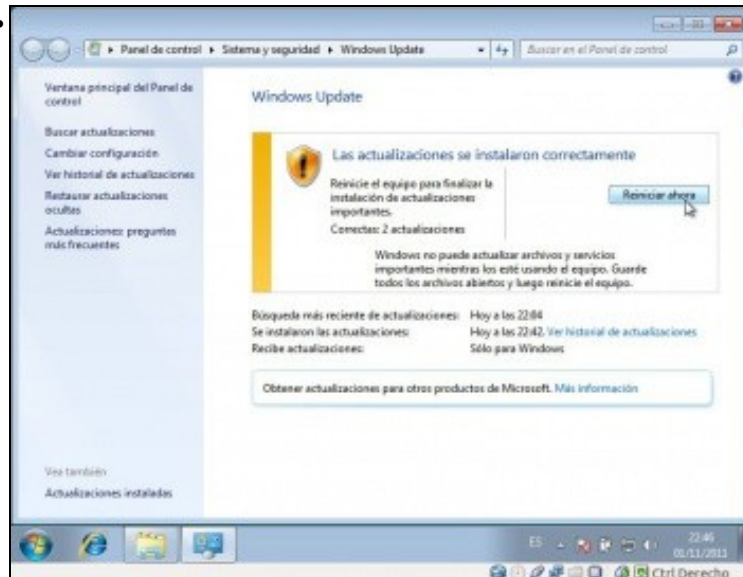 Panel de control ▸ Sistema y seguridad ▸ Windows Update
Buscar en el Panel de control
Ventana principal del Panel de
control
Buscar actualizaciones
Cambiar configuración
Ver historial de actualizaciones
Restaurar actualizaciones
ocultas
Actualizaciones: preguntas
más frecuentes
Windows Update
Las actualizaciones se instalaron correctamente
Reinicie el equipo para finalizar la
instalación de actualizaciones
importantes.
Correctas: 2 actualizaciones
Reiniciar ahora
Windows no puede actualizar archivos y servicios
importantes mientras los esté usando el equipo. Guarde
todos los archivos abiertos y luego reinicie el equipo.
Búsqueda más reciente de actualizaciones: Hoy a las 22:04
Se instalaron las actualizaciones: Hoy a las 22:42. Ver historial de actualizaciones
Recibe actualizaciones: Sólo para Windows
Obtener actualizaciones para otros productos de Microsoft. Más información
Vea también
Actualizaciones instaladas
ES
22:46
01/11/2011
Ctrl Derecho